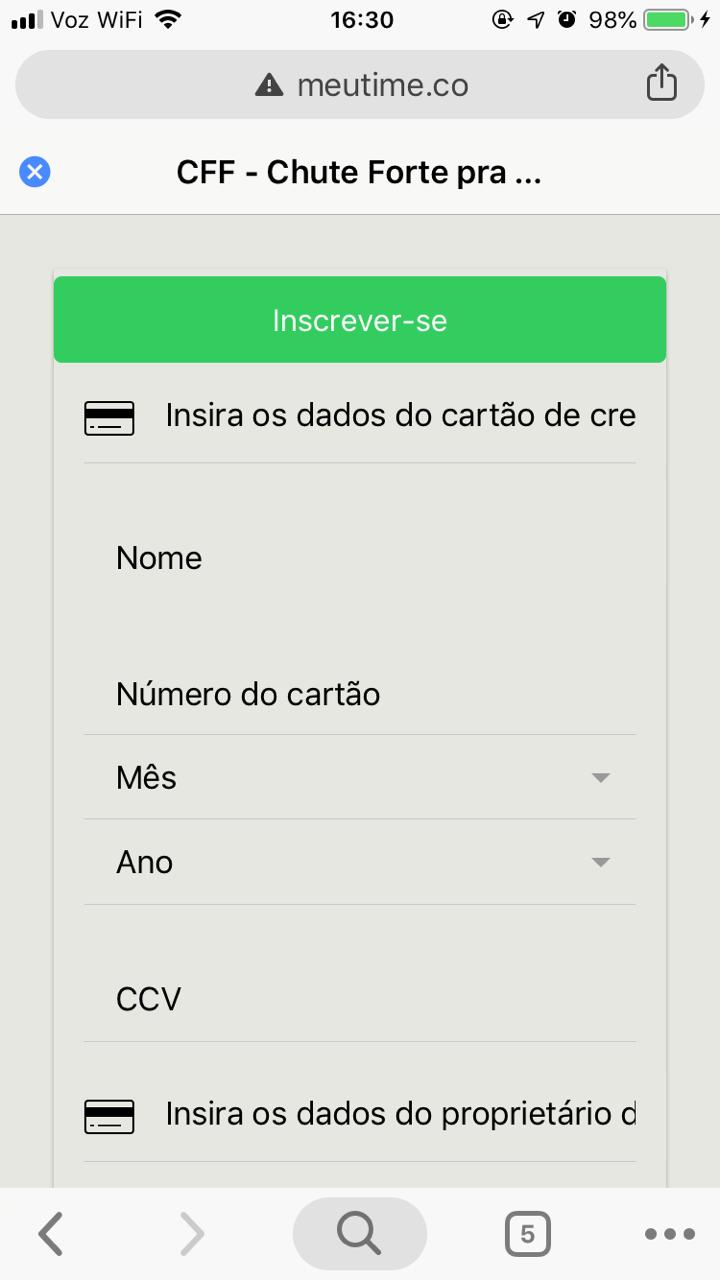 Voz WiFi 16:30 98%
meutime.co
CFF - Chute Forte pra ...
Inscrever-se
Insira os dados do cartão de cre
Nome
Número do cartão
Mês
Ano
CCV
Insira os dados do proprietário d
5